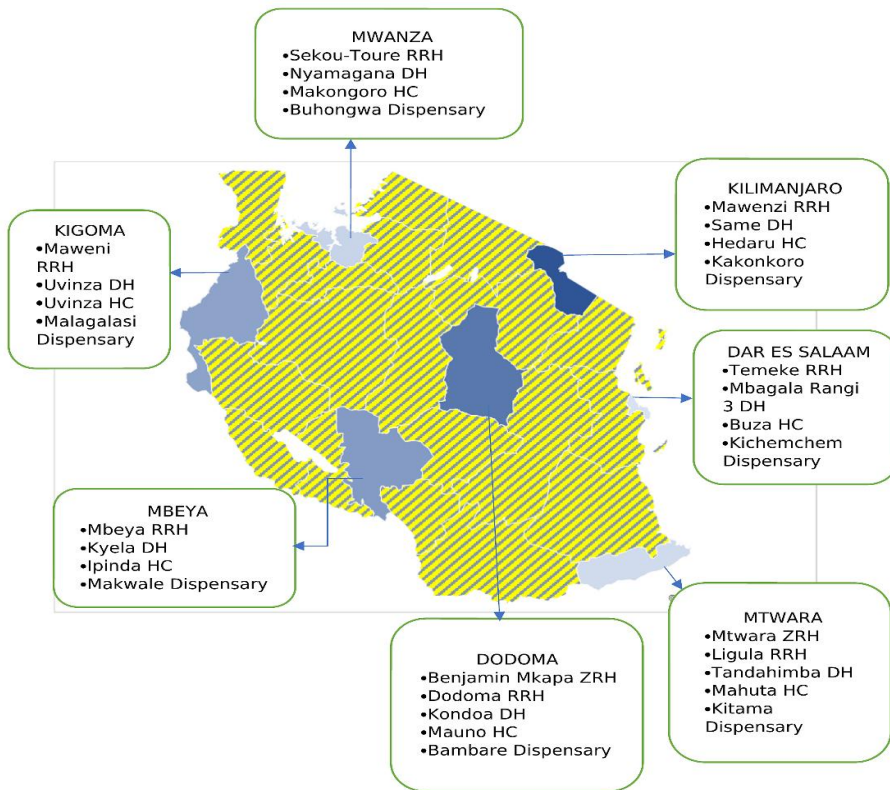 MWANZA
•Sekou-Toure RRH
•Nyamagana DH
•Makongoro HC
•Buhongwa Dispensary
KIGOMA
•Maweni
RRH
•Uvinza DH
•Uvinza HC
•Malagalasi
Dispensary
KILIMANJARO
•Mawenzi RRH
•Same DH
•Hedaru HC
•Kakonkoro
Dispensary
DAR ES SALAAM
•Temeke RRH
•Mbagala Rangi
3 DH
•Buza HC
•Kichemchem
Dispensary
MBEYA
•Mbeya RRH
•Kyela DH
•Ipinda HC
•Makwale Dispensary
DODOMA
•Benjamin Mkapa ZRH
•Dodoma RRH
•Kondoa DH
•Mauno HC
•Bambare Dispensary
MTWARA
•Mtwara ZRH
•Ligula RRH
•Tandahimba DH
•Mahuta HC
•Kitama
Dispensary